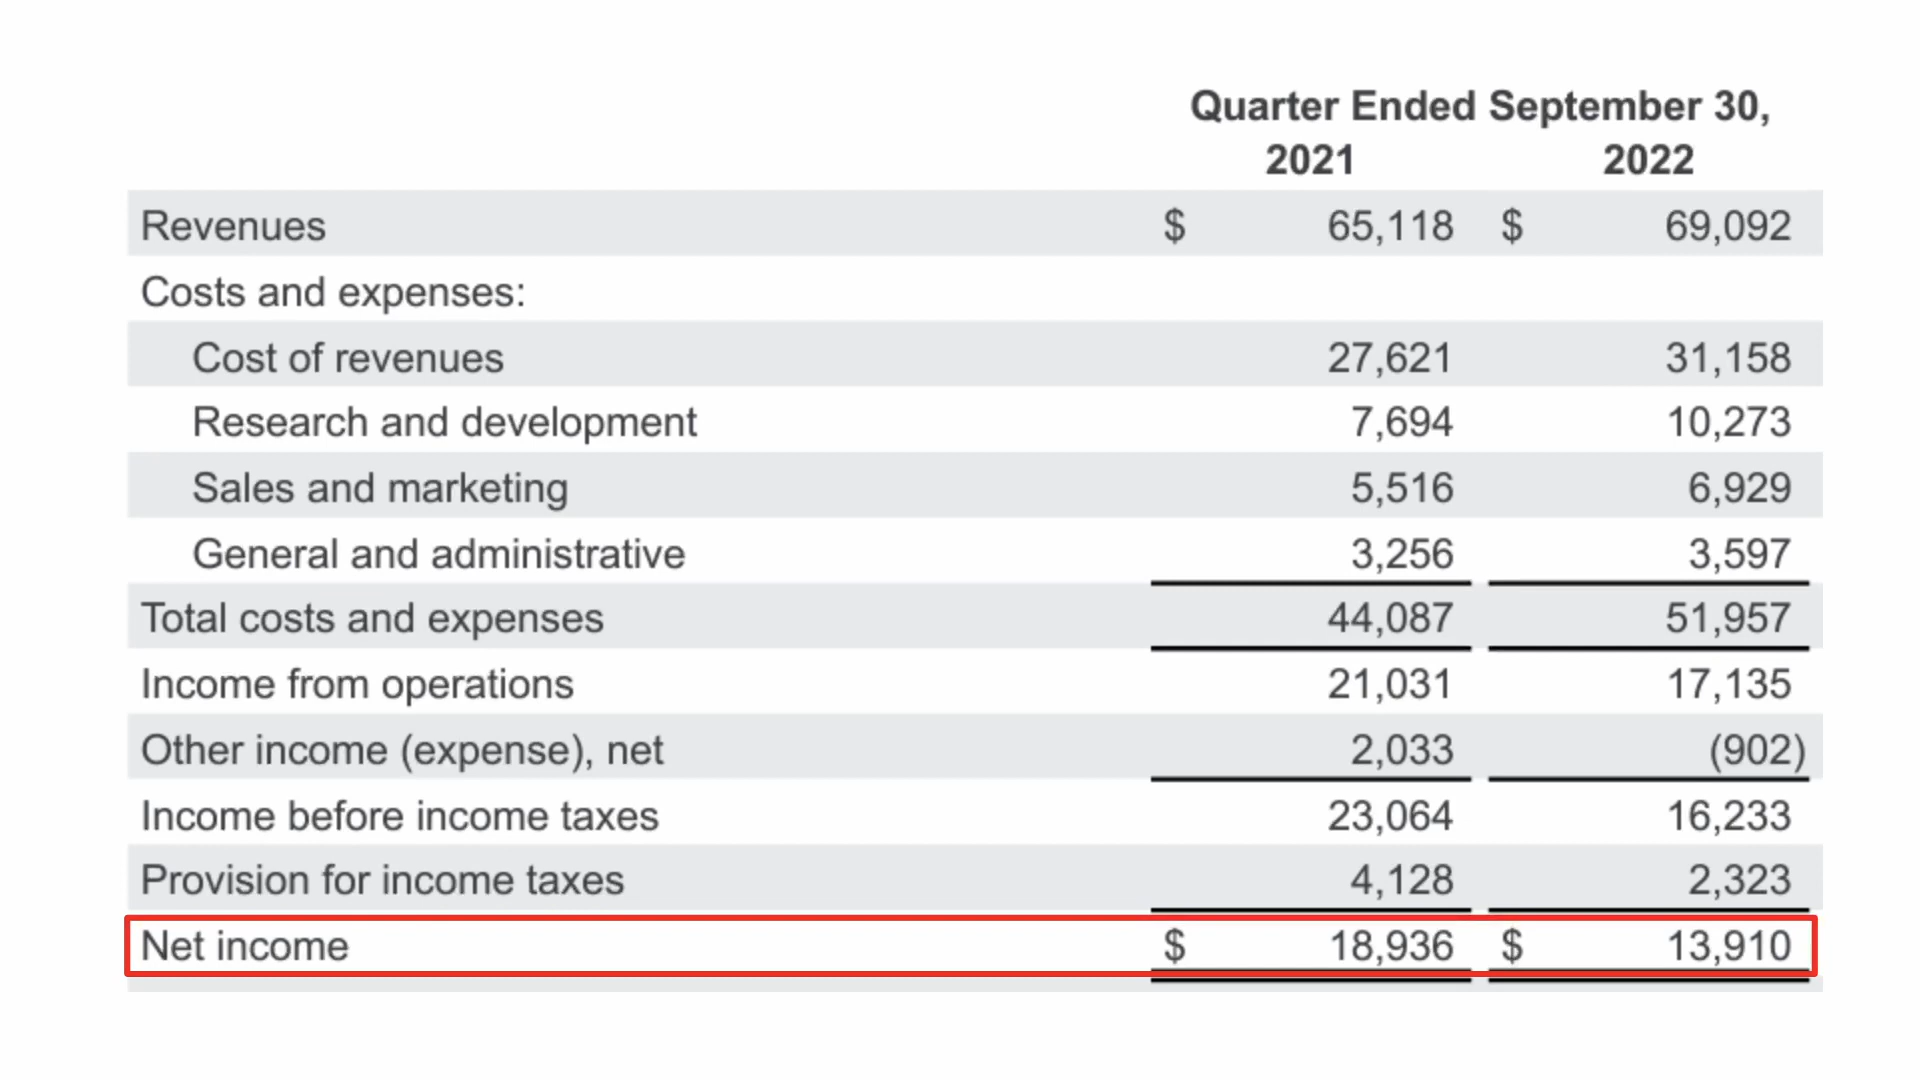 Quarter Ended September 30,
2021 2022
Revenues $ 65,118 $ 69,092
Costs and expenses:
Cost of revenues 27,621 31,158
Research and development 7,694 10,273
Sales and marketing 5,516 6,929
General and administrative 3,256 3,597
Total costs and expenses 44,087 51,957
Income from operations 21,031 17,135
Other income (expense), net 2,033 (902)
Income before income taxes 23,064 16,233
Provision for income taxes 4,128 2,323
Net income $ 18,936 $ 13,910